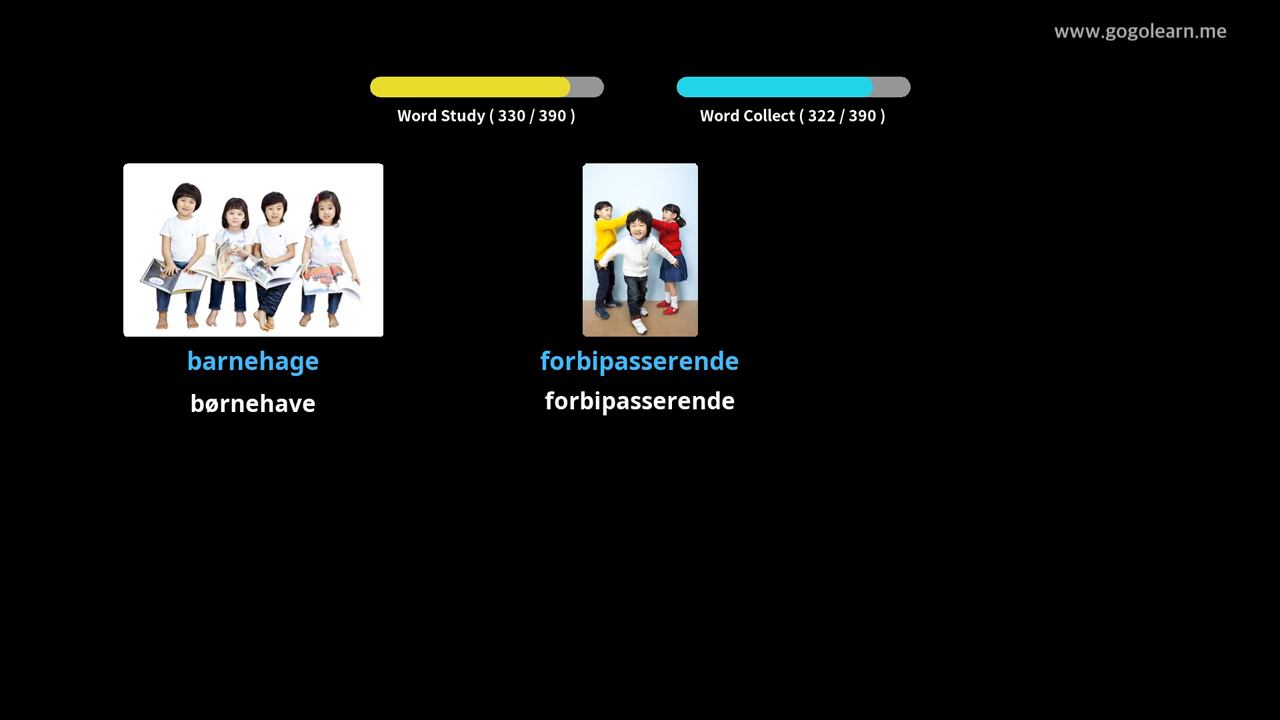 www.gogolearn.me
Word Study ( 330 / 390 )
Word Collect ( 322 / 390 )
barnehage
børnehave
forbipasserende
forbipasserende